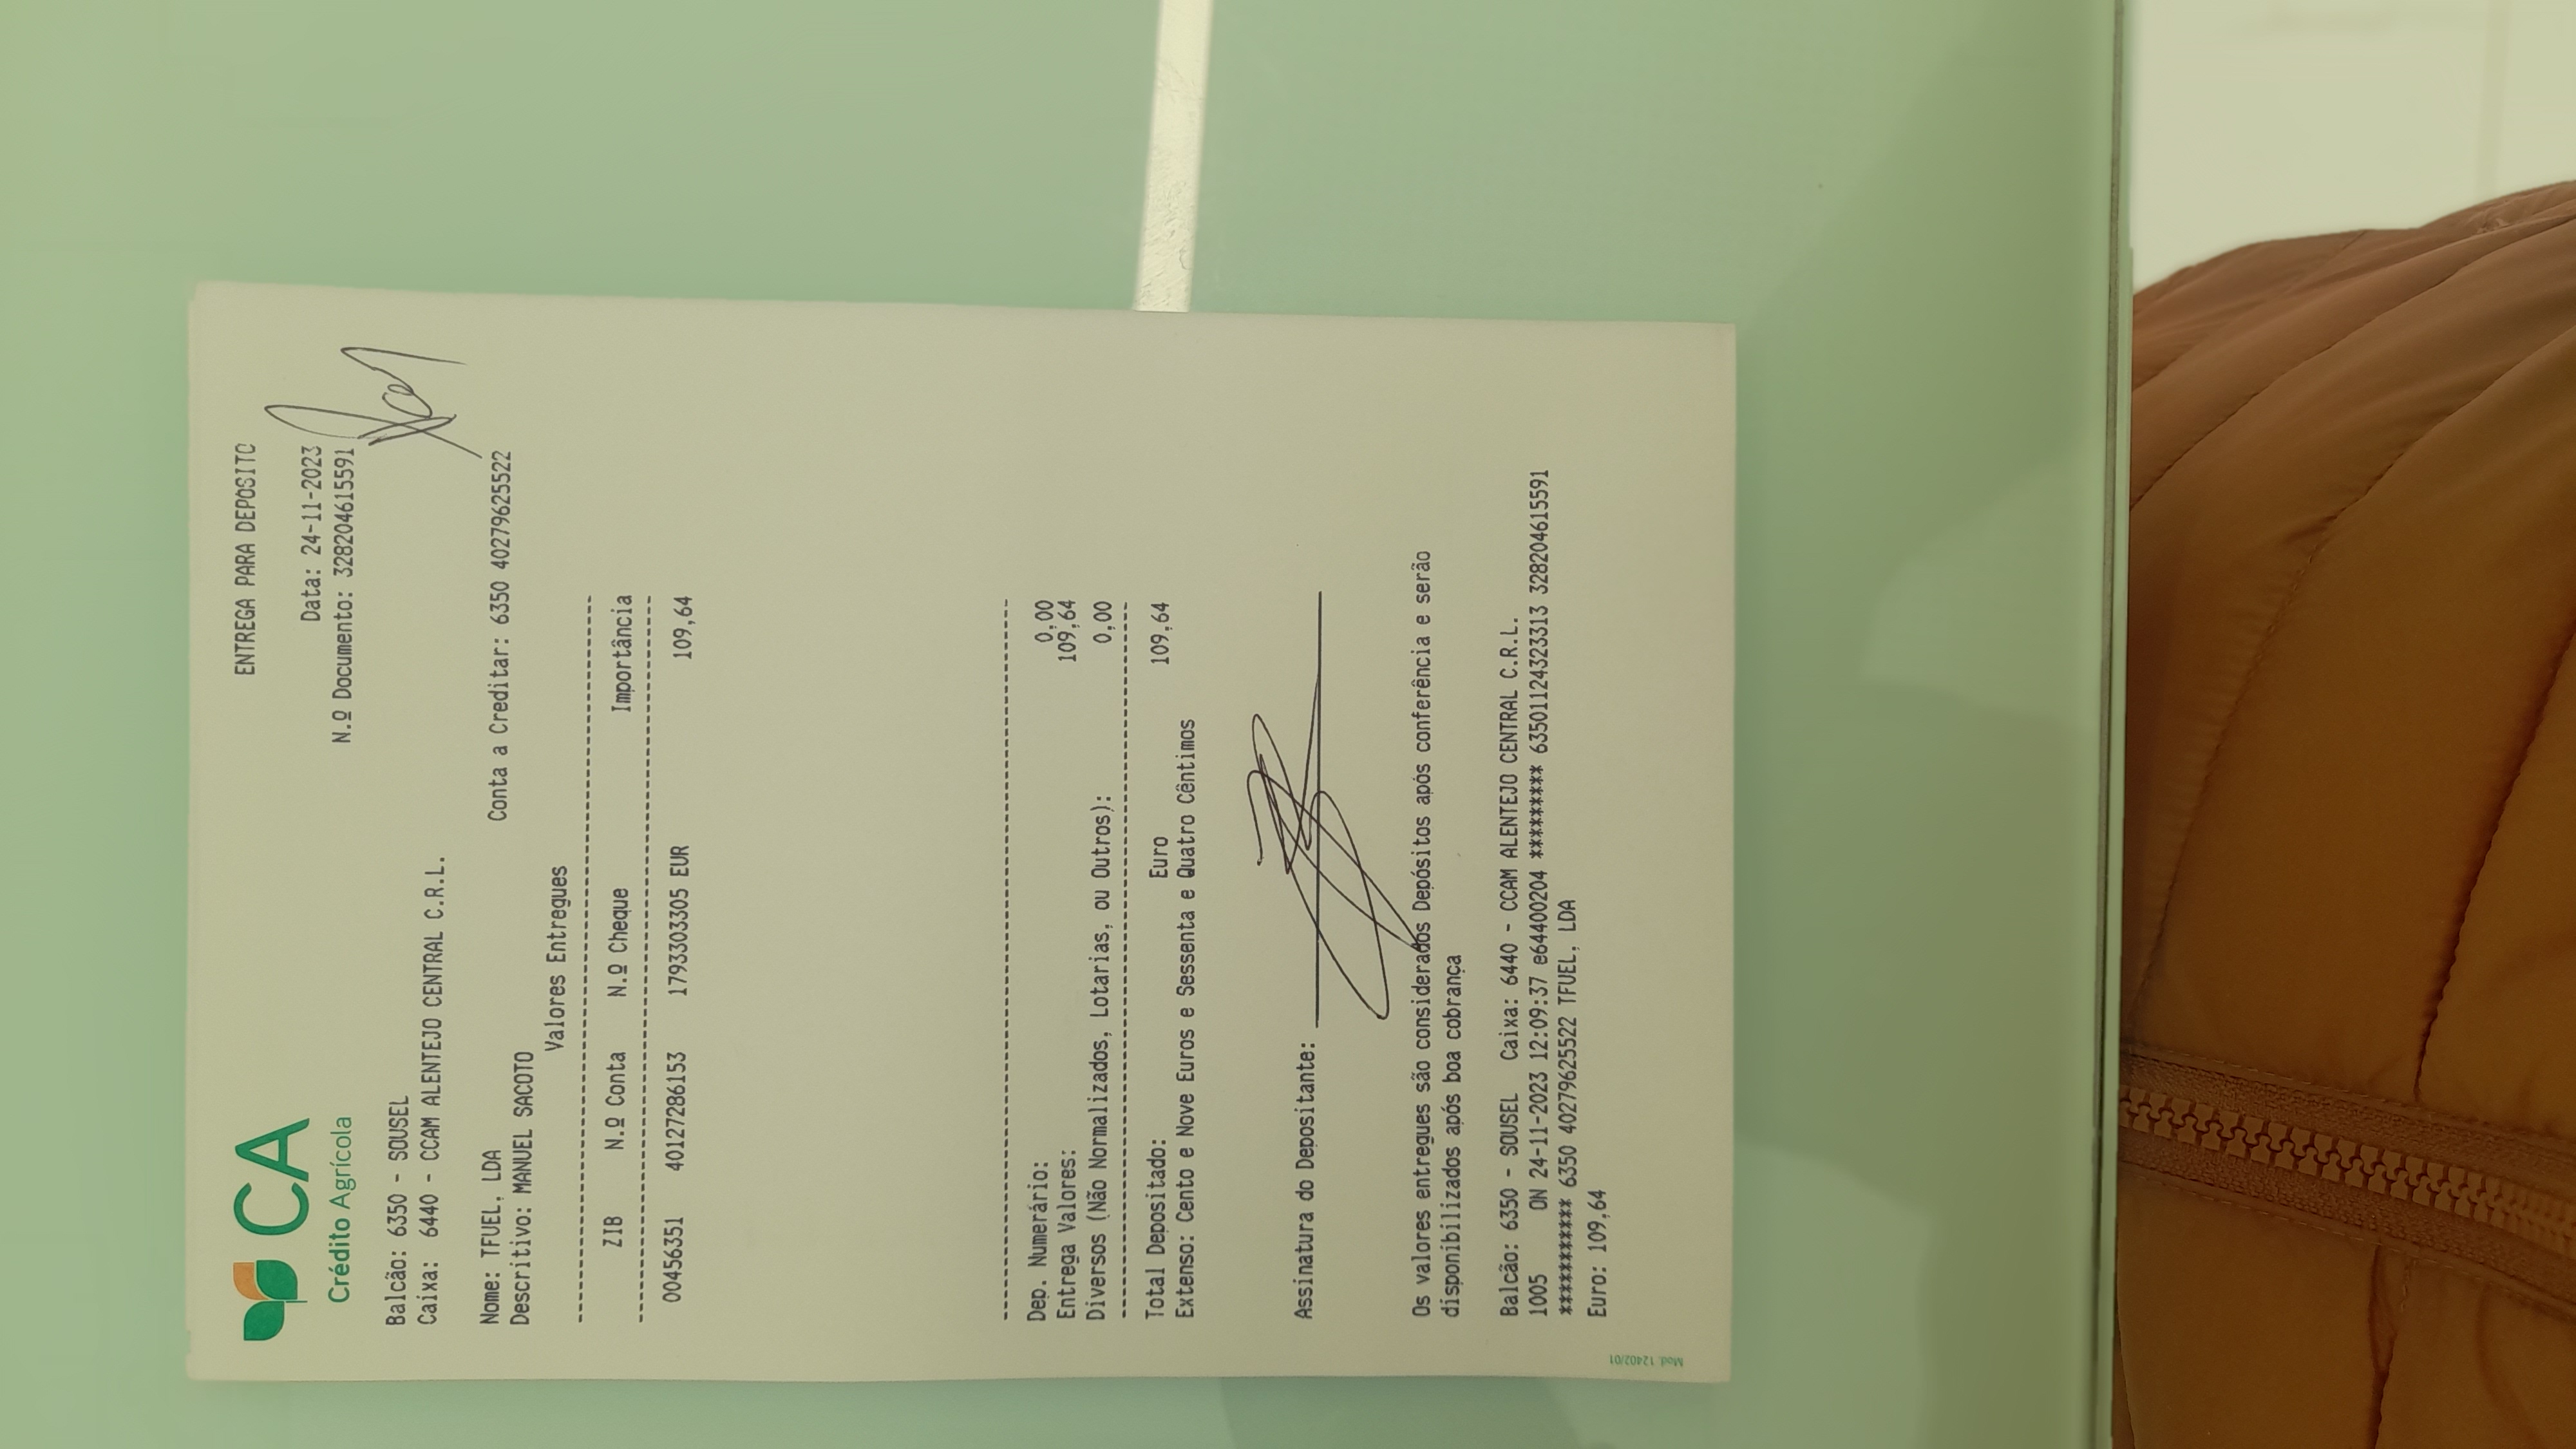 CA
Crédito Agrícola
ENTREGA PARA DEPOSITO
Data: 24-11-2023
N.º Documento: 328204615591
Balcão: 6350 - SOUSEL
Caixa: 6440 - CCAM ALENTEJO CENTRAL C.R.L.
Nome: TFUEL, LDA Conta a Creditar: 6350 40279625522
Descritivo: MANUEL SACOTO
Valores Entregues
ZIB N.º Conta N.º Cheque Importância
00456351 40127286153 1793303305 EUR 109,64
Dep. Numerário: 0,00
Entrega Valores: 109,64
Diversos (Não Normalizados, Lotarias, ou Outros): 0,00
Total Depositado: Euro 109,64
Extenso: Cento e Nove Euros e Sessenta e Quatro Cêntimos
Assinatura do Depositante:
Os valores entregues são considerados Depósitos após conferência e serão
disponibilizados após boa cobrança
Balcão: 6350 - SOUSEL Caixa: 6440 - CCAM ALENTEJO CENTRAL C.R.L.
1005 ON 24-11-2023 12:09:37 e64400204 ********* 635011243233​13 328204615591
*********** 6350 40279625522 TFUEL, LDA
Euro: 109,64
Mod. 12402/01